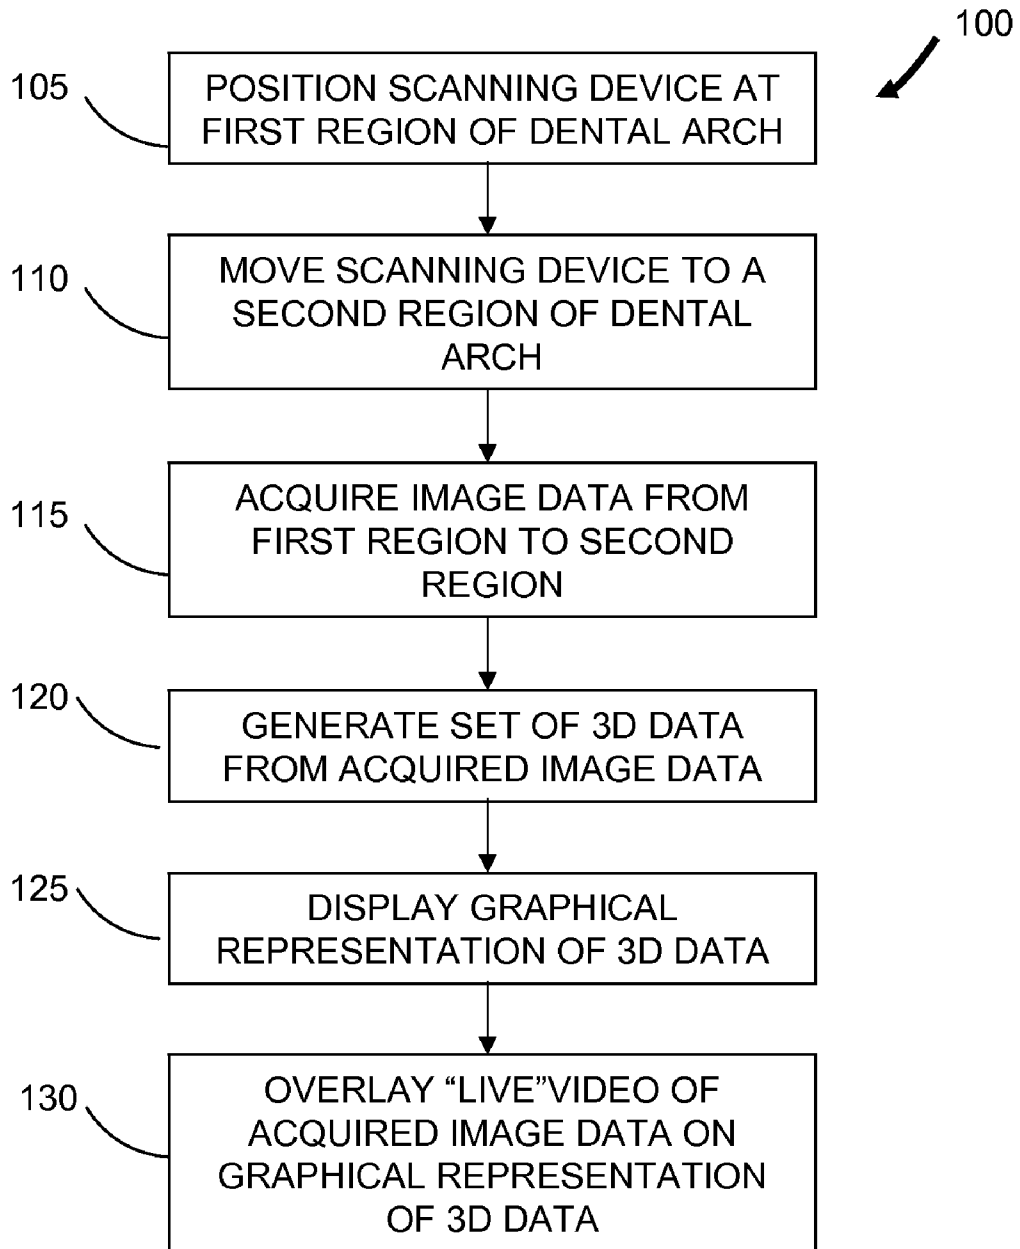 100
105
POSITION SCANNING DEVICE AT
FIRST REGION OF DENTAL ARCH
110
MOVE SCANNING DEVICE TO A
SECOND REGION OF DENTAL
ARCH
115
ACQUIRE IMAGE DATA FROM
FIRST REGION TO SECOND
REGION
120
GENERATE SET OF 3D DATA
FROM ACQUIRED IMAGE DATA
125
DISPLAY GRAPHICAL
REPRESENTATION OF 3D DATA
130
OVERLAY “LIVE”VIDEO OF
ACQUIRED IMAGE DATA ON
GRAPHICAL REPRESENTATION
OF 3D DATA